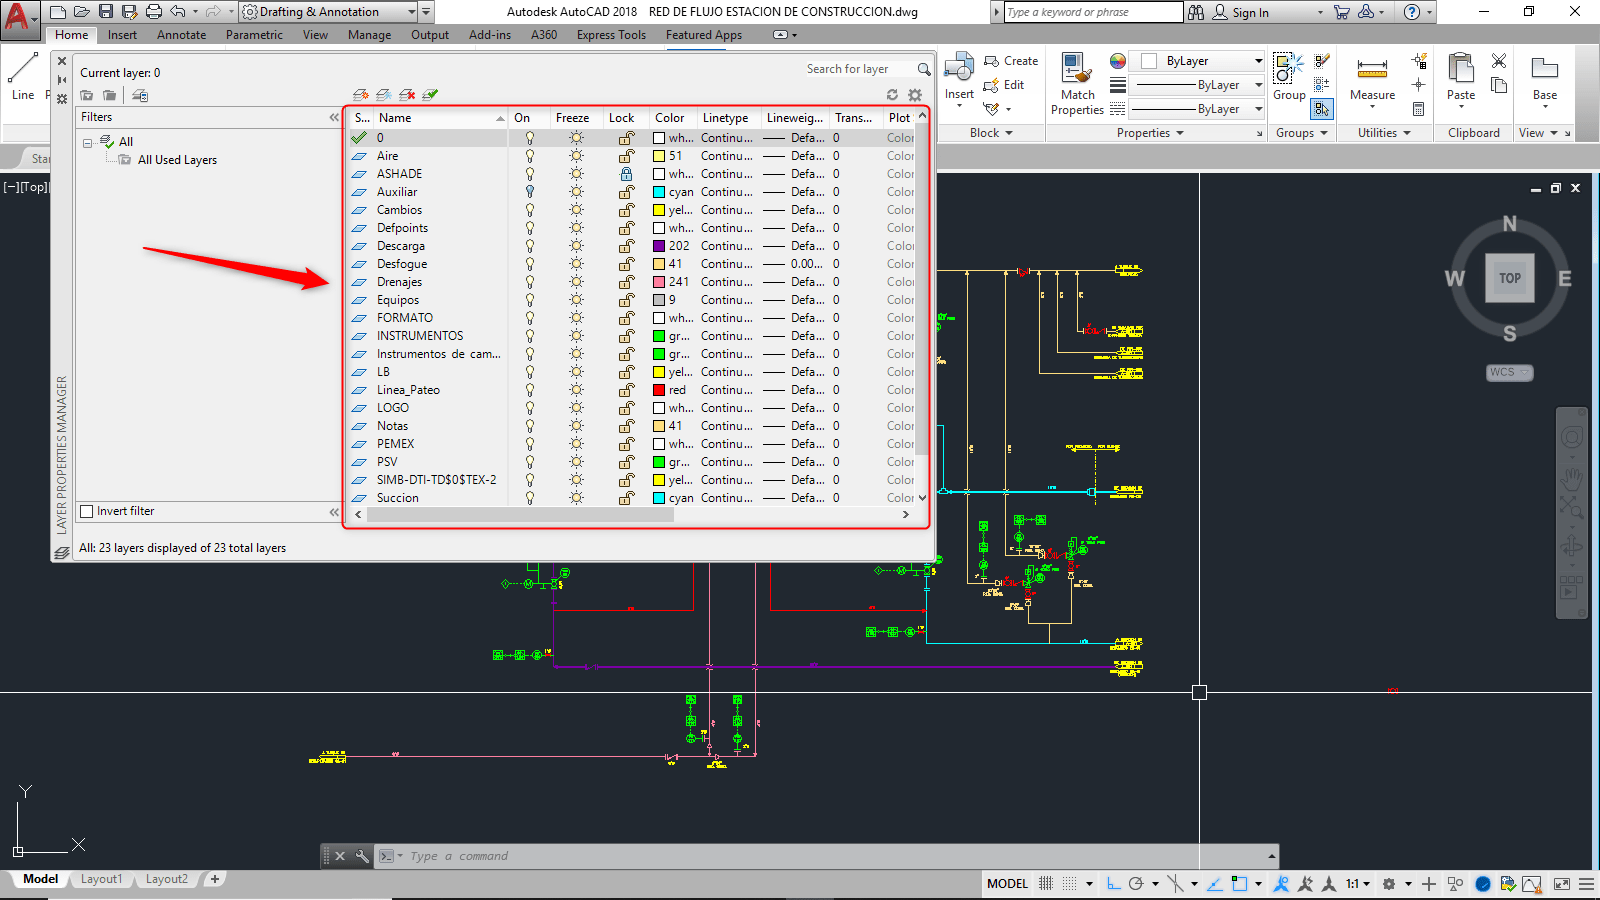 Drafting & Annotation
Autodesk AutoCAD 2018 RED DE FLUJO ESTACION DE CONSTRUCCION.dwg
Type a keyword or phrase
Sign In
Home Insert Annotate Parametric View Manage Output Add-ins A360 Express Tools Featured Apps
Line
Insert
Create
Edit
Block
Match Properties
ByLayer
ByLayer
ByLayer
Properties
Group
Groups
Measure
Utilities
Paste
Clipboard
Base
View
Star
[−][Top]
Current layer: 0
Search for layer
Filters
All
All Used Layers
S... Name On Freeze Lock Color Linetype Lineweig... Trans... Plot
0 wh... Continu... Defa... 0 Color
Aire 51 Continu... Defa... 0 Color
ASHADE wh... Continu... Defa... 0 Color
Auxiliar cyan Continu... Defa... 0 Color
Cambios yel... Continu... Defa... 0 Color
Defpoints wh... Continu... Defa... 0 Color
Descarga 202 Continu... Defa... 0 Color
Desfogue 41 Continu... 0.00... 0 Color
Drenajes 241 Continu... Defa... 0 Color
Equipos 9 Continu... Defa... 0 Color
FORMATO wh... Continu... Defa... 0 Color
INSTRUMENTOS gr... Continu... Defa... 0 Color
Instrumentos de cam... gr... Continu... Defa... 0 Color
LB yel... Continu... Defa... 0 Color
Linea_Pateo red Continu... Defa... 0 Color
LOGO wh... Continu... Defa... 0 Color
Notas 41 Continu... Defa... 0 Color
PEMEX wh... Continu... Defa... 0 Color
PSV gr... Continu... Defa... 0 Color
SIMB-DTI-TD$0$TEX-2 yel... Continu... Defa... 0 Color
Succion cyan Continu... Defa... 0 Color
Invert filter
All: 23 layers displayed of 23 total layers
LAYER PROPERTIES MANAGER
N
W TOP E
S
WCS
Y
X
Type a command
Model Layout1 Layout2 +
MODEL
1:1